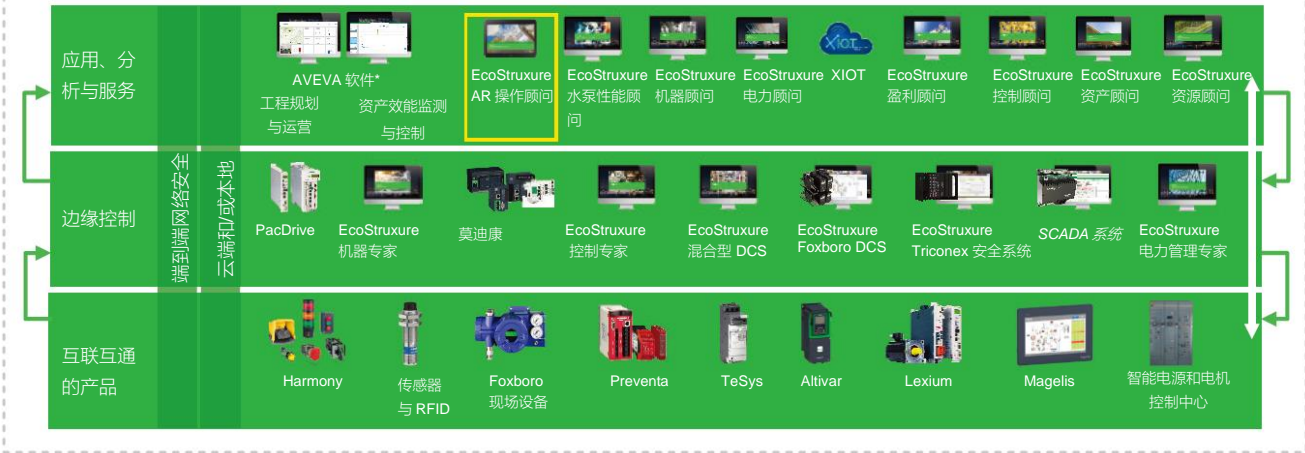 应用、分
析与服务
AVEVA 软件*
工程规划
与运营
资产效能监测
与控制
EcoStruxure
AR 操作顾问
EcoStruxure
水泵性能顾
问
EcoStruxure
机器顾问
EcoStruxure
电力顾问
XIOT
XIOT
EcoStruxure
盈利顾问
EcoStruxure
控制顾问
EcoStruxure
资产顾问
EcoStruxure
资源顾问
端到端网络安全
云端和/或本地
边缘控制
PacDrive
EcoStruxure
机器专家
莫迪康
EcoStruxure
控制专家
EcoStruxure
混合型 DCS
EcoStruxure
Foxboro DCS
EcoStruxure
Triconex 安全系统
SCADA 系统
EcoStruxure
电力管理专家
互联互通
的产品
Harmony
传感器
与 RFID
Foxboro
现场设备
Preventa
TeSys
Altivar
Lexium
Magelis
智能电源和电机
控制中心